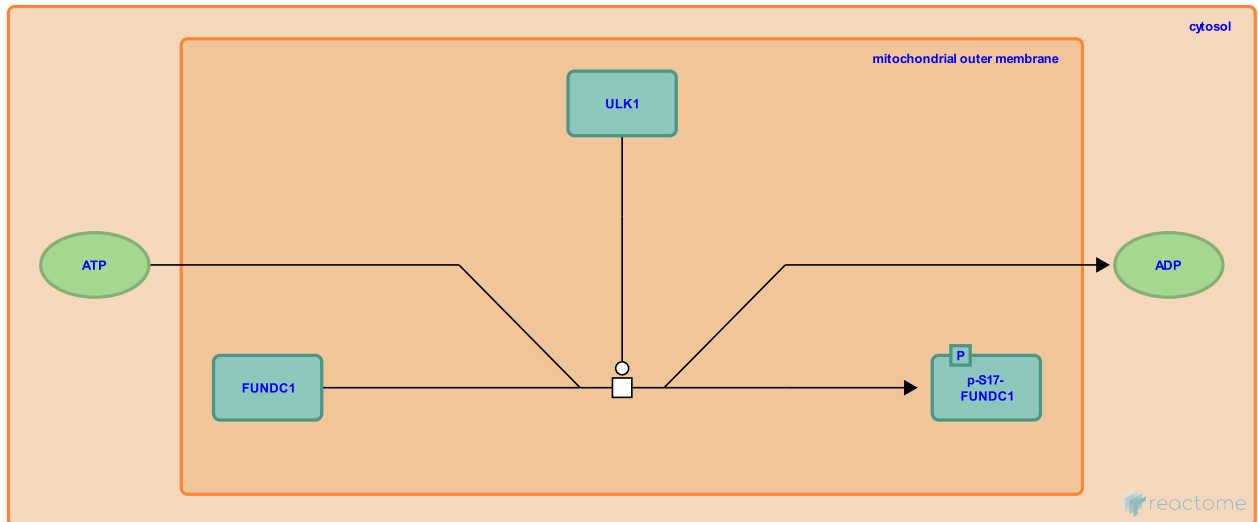 cytosol
mitochondrial outer membrane
ULK1
ATP
ADP
FUNDC1
P
p-S17-
FUNDC1
reactome